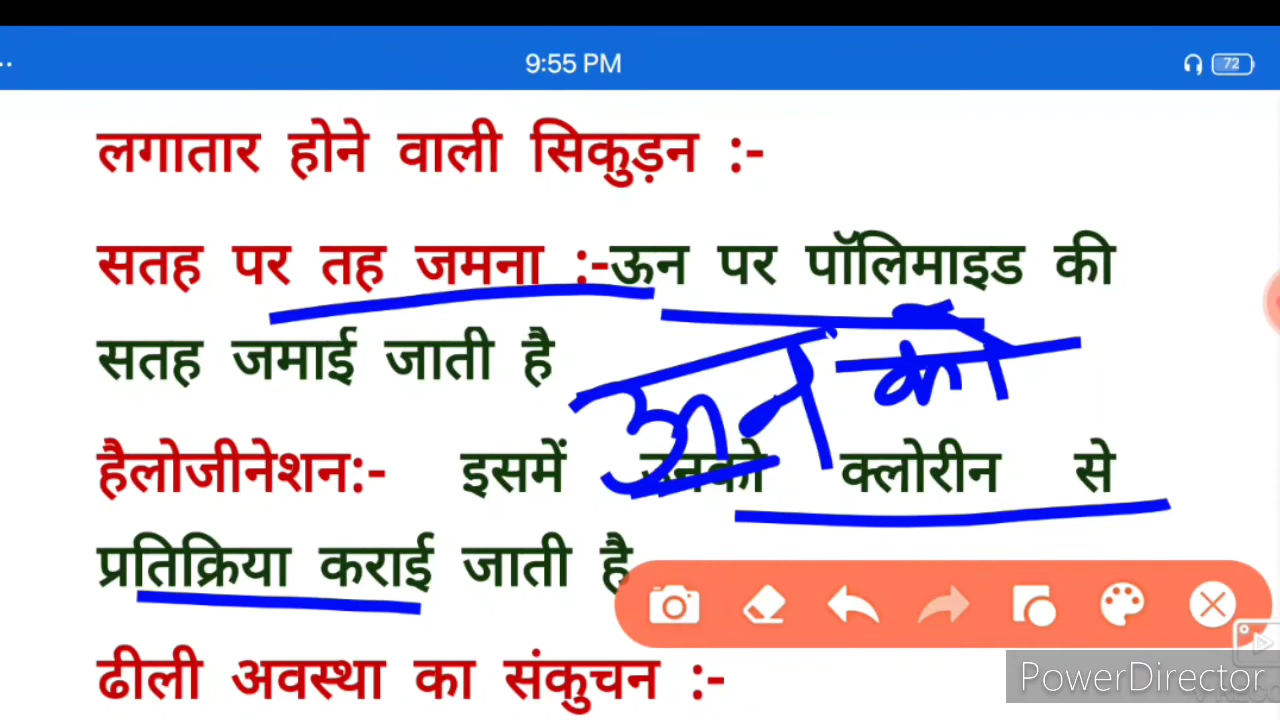 9:55 PM
72
लगातार होने वाली सिकुड़न :-
सतह पर तह जमना :-ऊन पर पॉलिमाइड की
सतह जमाई जाती है
ऊन को
हैलोजीनेशन:- इसमें उनको क्लोरीन से
प्रतिक्रिया कराई जाती है
ढीली अवस्था का संकुचन :-
PowerDirector